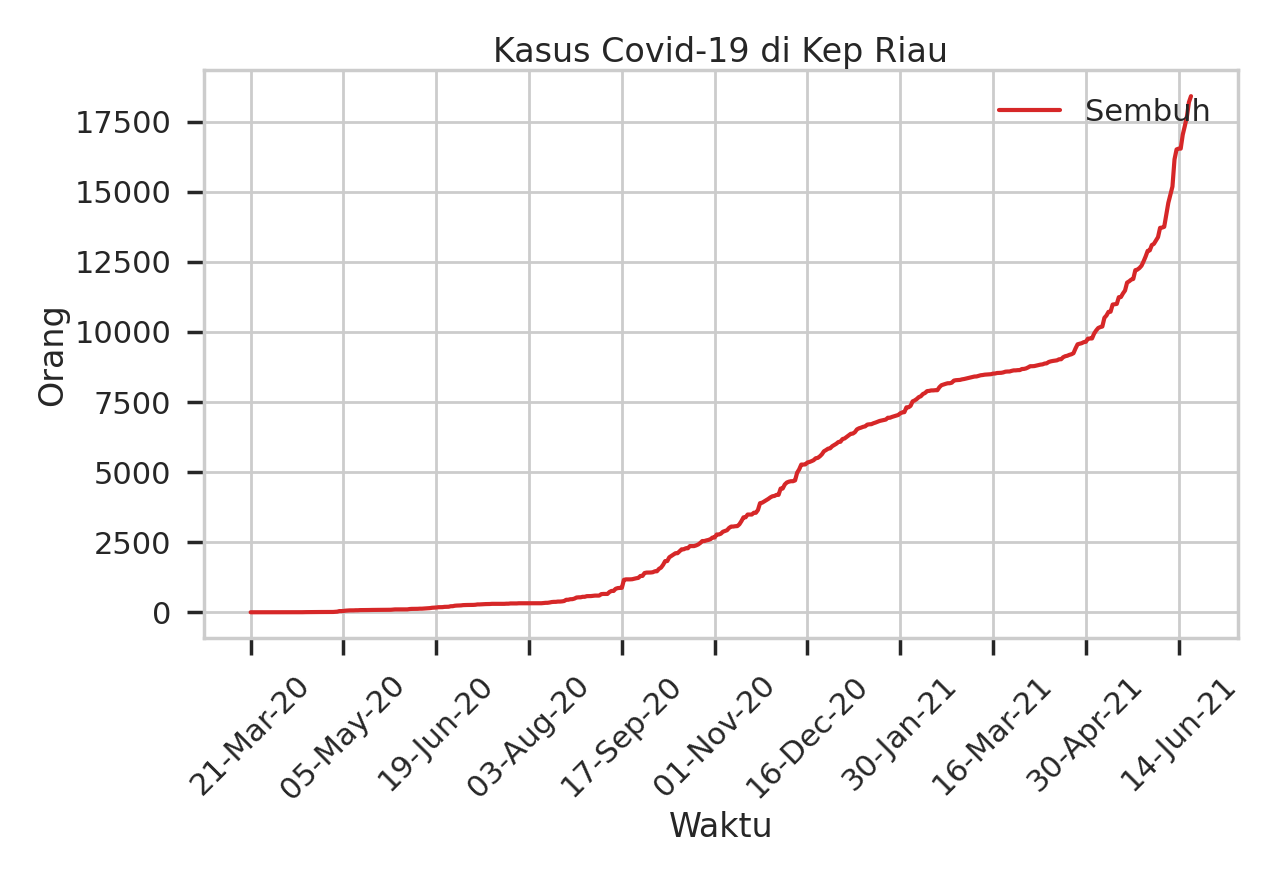 Kasus Covid-19 di Kep Riau
Sembuh
17500
15000
12500
10000
7500
5000
2500
0
Orang
21-Mar-20
05-May-20
19-Jun-20
03-Aug-20
17-Sep-20
01-Nov-20
16-Dec-20
30-Jan-21
16-Mar-21
30-Apr-21
14-Jun-21
Waktu